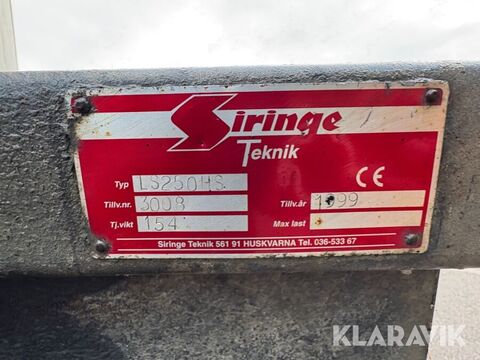 Siringe
Teknik
Typ LS250HS CE
Tillv.nr. 3008 Tillv.år 1999
Tj.vikt 154 Max last
Siringe Teknik 561 91 HUSKVARNA Tel. 036-533 67
KLARAVIK